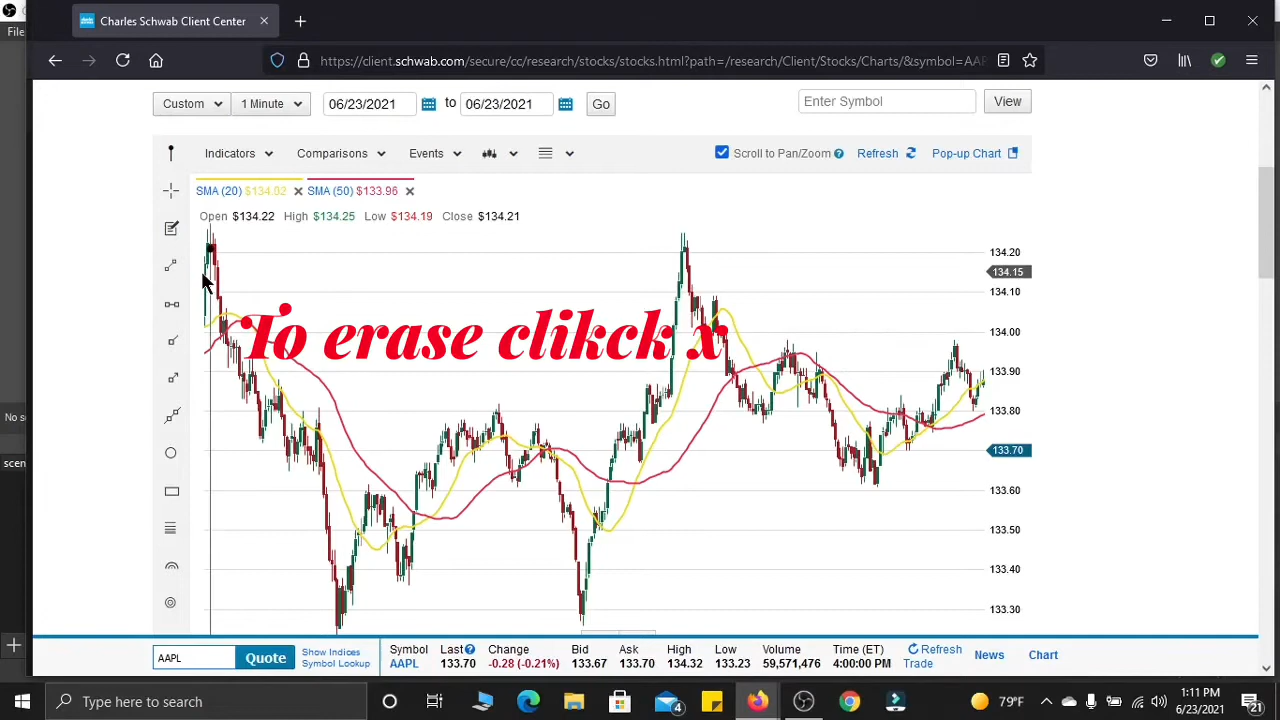 Charles Schwab Client Center
File
https://client.schwab.com/secure/cc/research/stocks/stocks.html?path=/research/Client/Stocks/Charts/&symbol=AA
Custom 1 Minute 06/23/2021 to 06/23/2021 Go Enter Symbol View
Indicators Comparisons Events Scroll to Pan/Zoom ? Refresh Pop-up Chart
SMA (20) $134.02 SMA (50) $133.96
Open $134.22 High $134.25 Low $134.19 Close $134.21
134.20
134.15
134.10
134.00
To erase clikck x
133.90
133.80
133.70
133.60
133.50
133.40
133.30
No s
scen
AAPL Quote Show Indices
Symbol Lookup
Symbol Last? Change Bid Ask High Low Volume Time (ET) Refresh
AAPL 133.70 -0.28 (-0.21%) 133.67 133.70 134.32 133.23 59,571,476 4:00:00 PM Trade
News Chart
Type here to search
4
79°F
1:11 PM
6/23/2021
21